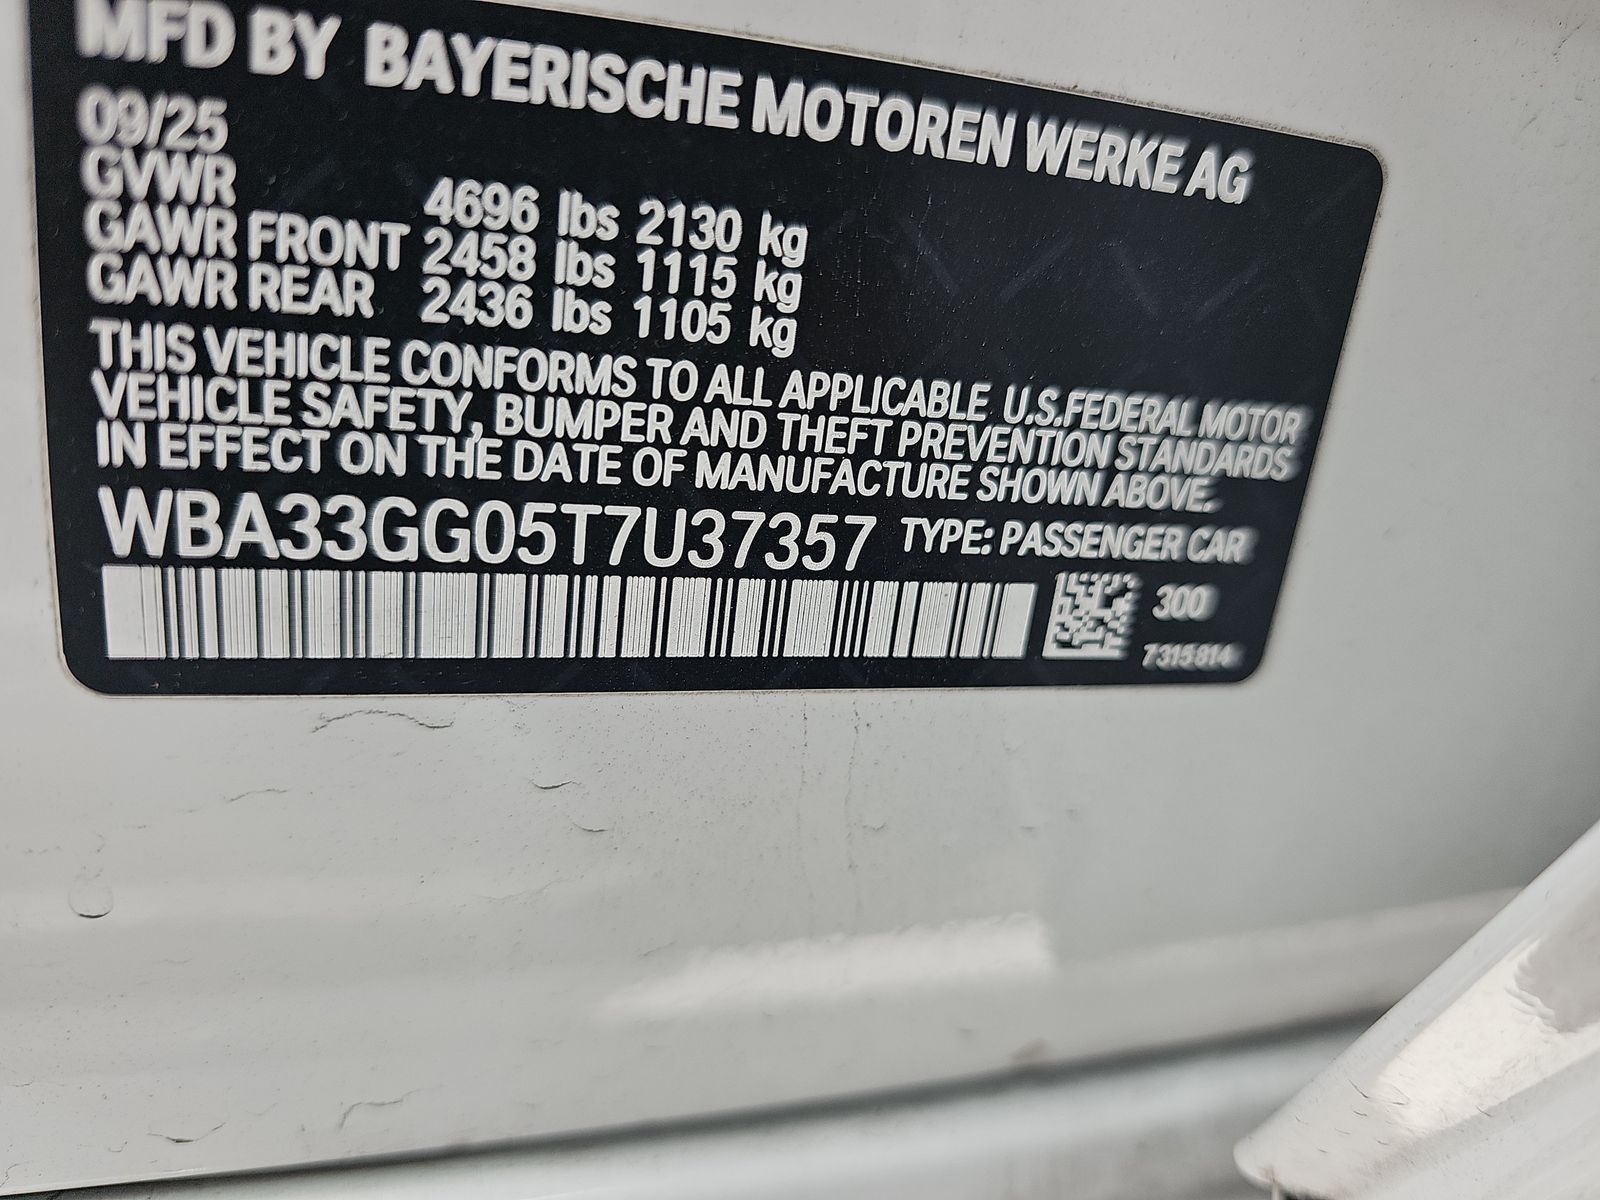 MFD BY BAYERISCHE MOTOREN WERKE AG
09/25
GVWR 4696 lbs 2130 kg
GAWR FRONT 2458 lbs 1115 kg
GAWR REAR 2436 lbs 1105 kg
THIS VEHICLE CONFORMS TO ALL APPLICABLE U.S.FEDERAL MOTOR
VEHICLE SAFETY, BUMPER AND THEFT PREVENTION STANDARDS
IN EFFECT ON THE DATE OF MANUFACTURE SHOWN ABOVE.
WBA33GG05T7U37357 TYPE: PASSENGER CAR
300
7315814